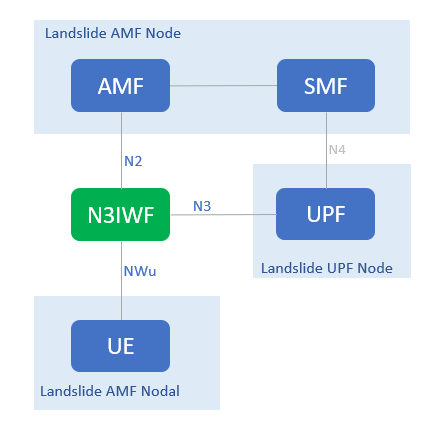 Landslide AMF Node
AMF
SMF
N2
N4
N3IWF
N3
UPF
NWu
Landslide UPF Node
UE
Landslide AMF Nodal